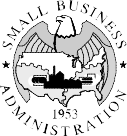 SMALL BUSINESS
1953
ADMINISTRATION